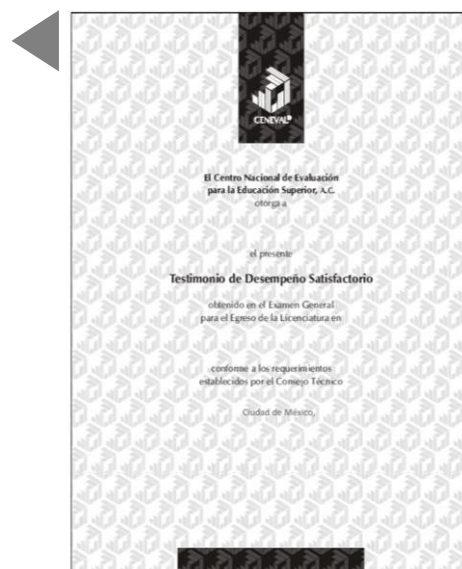 CENEVAL®
El Centro Nacional de Evaluación
para la Educación Superior, A.C.
otorga a
el presente
Testimonio de Desempeño Satisfactorio
obtenido en el Examen General
para el Egreso de la Licenciatura en
conforme a los requerimientos
establecidos por el Consejo Técnico
Ciudad de México,